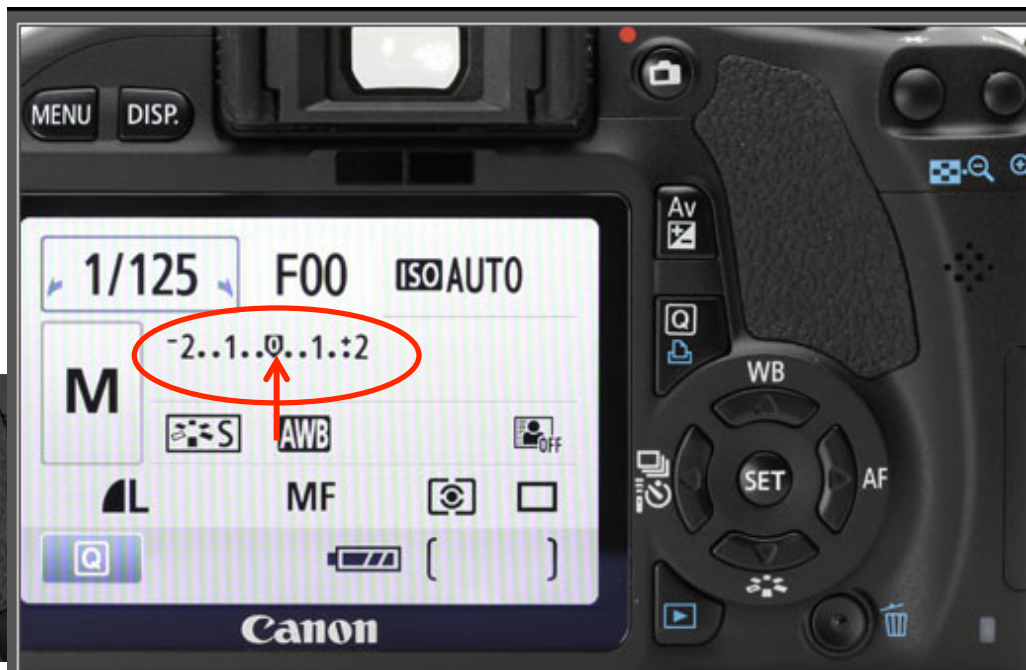 MENU DISP.
Av
1/125 F00 ISO AUTO
Q
-2..1..0..1.:+2
WB
M
S AWB OFF
SET AF
L MF
Q
Canon